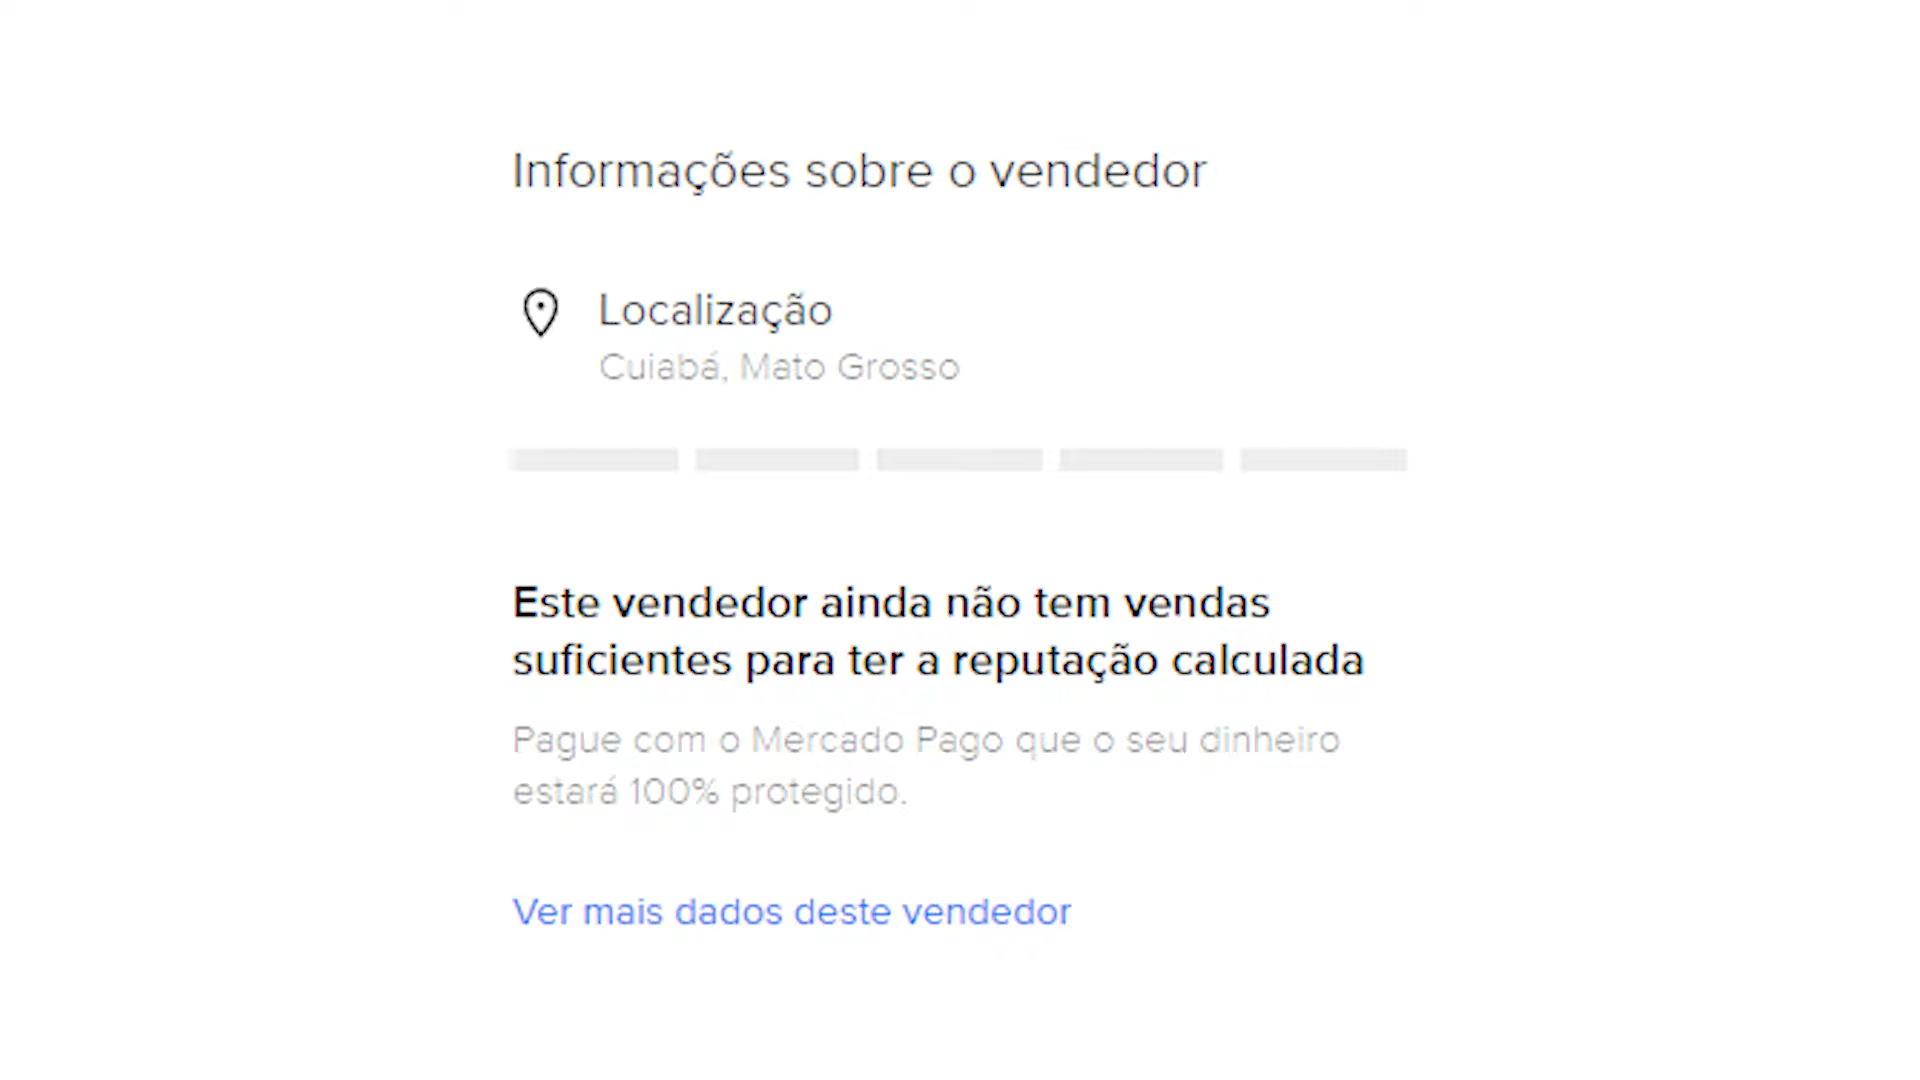 Informações sobre o vendedor
Localização
Cuiabá, Mato Grosso
Este vendedor ainda não tem vendas
suficientes para ter a reputação calculada
Pague com o Mercado Pago que o seu dinheiro
estará 100% protegido.
Ver mais dados deste vendedor